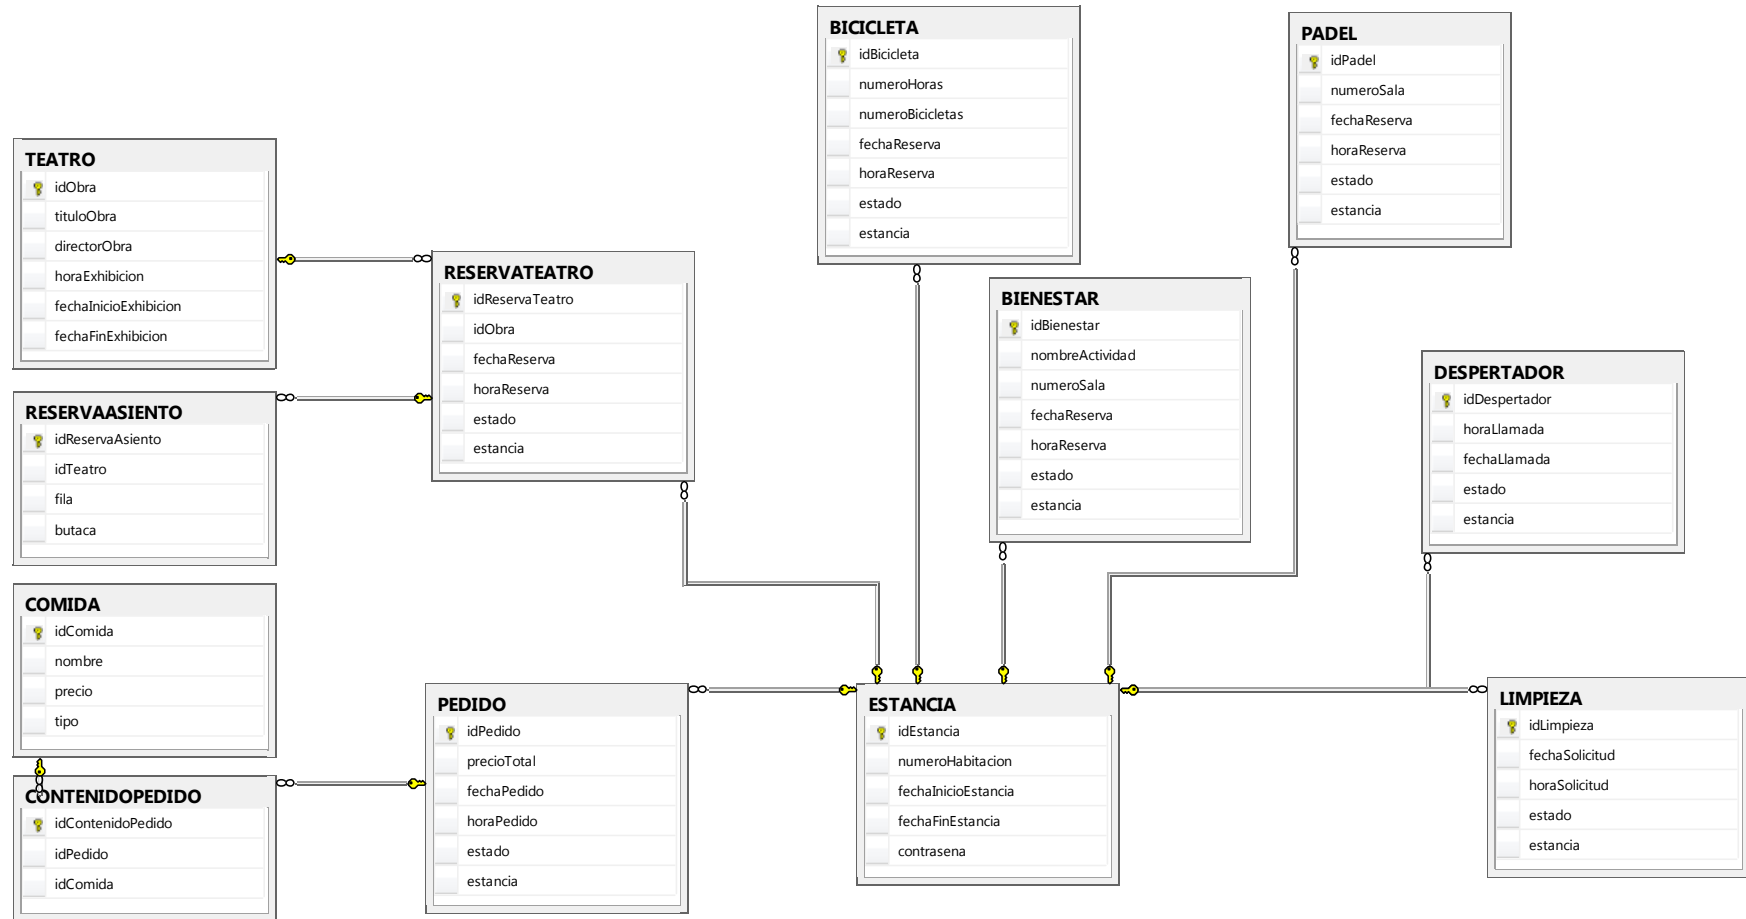 BICICLETA
idBicicleta
numeroHoras
numeroBicicletas
fechaReserva
horaReserva
estado
estancia
PADEL
idPadel
numeroSala
fechaReserva
horaReserva
estado
estancia
TEATRO
idObra
tituloObra
directorObra
horaExhibicion
fechaInicioExhibicion
fechaFinExhibicion
RESERVATEATRO
idReservaTeatro
idObra
fechaReserva
horaReserva
estado
estancia
BIENESTAR
idBienestar
nombreActividad
numeroSala
fechaReserva
horaReserva
estado
estancia
DESPERTADOR
idDespertador
horaLlamada
fechaLlamada
estado
estancia
RESERVAASIENTO
idReservaAsiento
idTeatro
fila
butaca
COMIDA
idComida
nombre
precio
tipo
CONTENIDOPEDIDO
idContenidoPedido
idPedido
idComida
PEDIDO
idPedido
precioTotal
fechaPedido
horaPedido
estado
estancia
ESTANCIA
idEstancia
numeroHabitacion
fechaInicioEstancia
fechaFinEstancia
contrasena
LIMPIEZA
idLimpieza
fechaSolicitud
horaSolicitud
estado
estancia